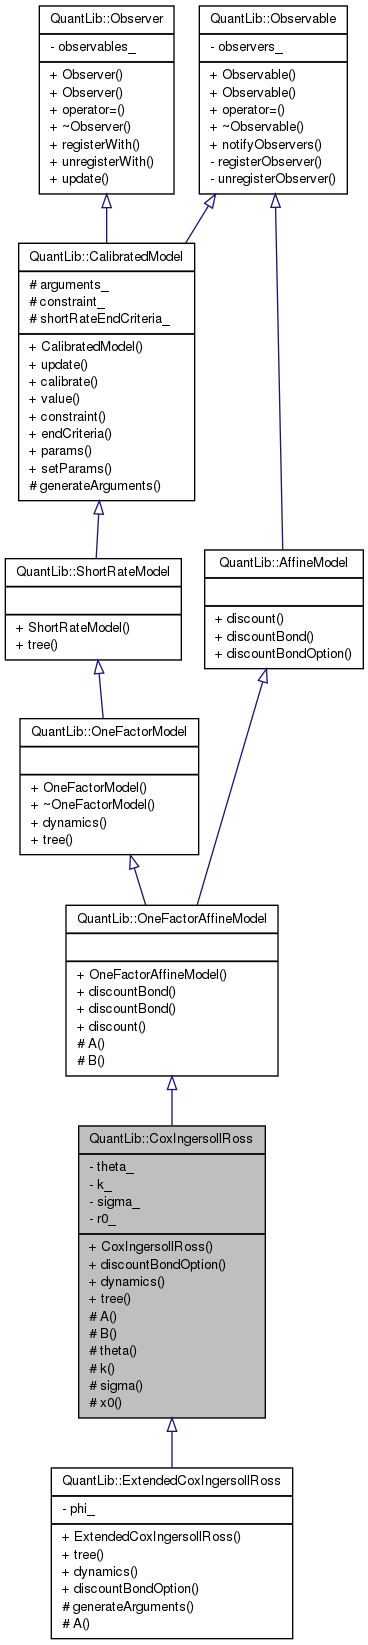 QuantLib::Observer
- observables_
+ Observer()
+ Observer()
+ operator=()
+ ~Observer()
+ registerWith()
+ unregisterWith()
+ update()
QuantLib::Observable
- observers_
+ Observable()
+ Observable()
+ operator=()
+ ~Observable()
+ notifyObservers()
- registerObserver()
- unregisterObserver()
QuantLib::CalibratedModel
# arguments_
# constraint_
# shortRateEndCriteria_
+ CalibratedModel()
+ update()
+ calibrate()
+ value()
+ constraint()
+ endCriteria()
+ params()
+ setParams()
# generateArguments()
QuantLib::ShortRateModel
+ ShortRateModel()
+ tree()
QuantLib::AffineModel
+ discount()
+ discountBond()
+ discountBondOption()
QuantLib::OneFactorModel
+ OneFactorModel()
+ ~OneFactorModel()
+ dynamics()
+ tree()
QuantLib::OneFactorAffineModel
+ OneFactorAffineModel()
+ discountBond()
+ discountBond()
+ discount()
# A()
# B()
QuantLib::CoxIngersollRoss
- theta_
- k_
- sigma_
- r0_
+ CoxIngersollRoss()
+ discountBondOption()
+ dynamics()
+ tree()
# A()
# B()
# theta()
# k()
# sigma()
# x0()
QuantLib::ExtendedCoxIngersollRoss
- phi_
+ ExtendedCoxIngersollRoss()
+ tree()
+ dynamics()
+ discountBondOption()
# generateArguments()
# A()